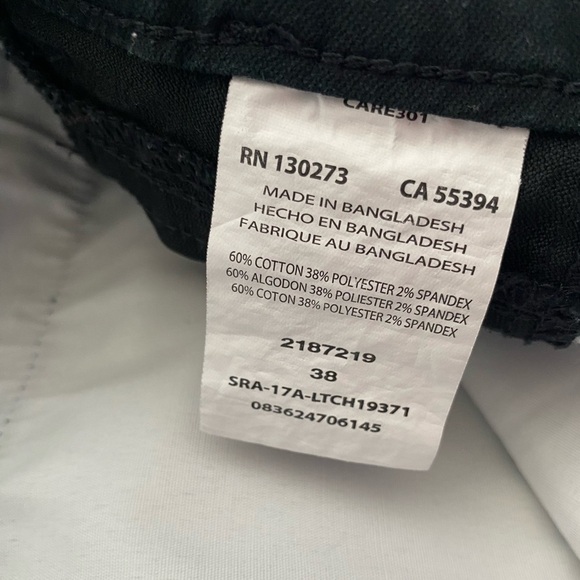 CARE301
RN 130273 CA 55394
MADE IN BANGLADESH
HECHO EN BANGLADESH
FABRIQUE AU BANGLADESH
60% COTTON 38% POLYESTER 2% SPANDEX
60% ALGODON 38% POLIESTER 2% SPANDEX
60% COTON 38% POLYESTER 2% SPANDEX
2187219
38
SRA-17A-LTCH19371
083624706145